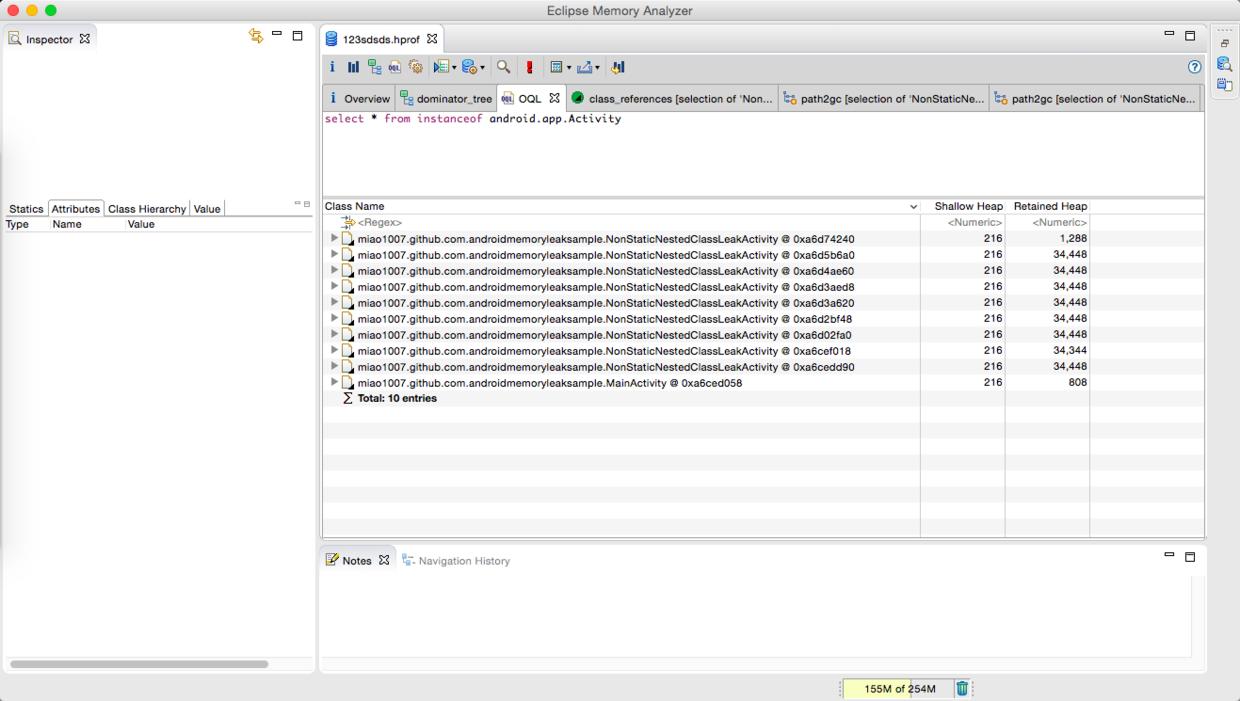 Eclipse Memory Analyzer
Inspector
Statics Attributes Class Hierarchy Value
Type Name Value
123sdsds.hprof
i OQL
i Overview dominator_tree OQL OQL class_references [selection of 'Non... path2gc [selection of 'NonStaticNe... path2gc [selection of 'NonStaticNe...
select * from instanceof android.app.Activity
Class Name Shallow Heap Retained Heap
<Regex> <Numeric> <Numeric>
miao1007.github.com.androidmemoryleaksample.NonStaticNestedClassLeakActivity @ 0xa6d74240 216 1,288
miao1007.github.com.androidmemoryleaksample.NonStaticNestedClassLeakActivity @ 0xa6d5b6a0 216 34,448
miao1007.github.com.androidmemoryleaksample.NonStaticNestedClassLeakActivity @ 0xa6d4ae60 216 34,448
miao1007.github.com.androidmemoryleaksample.NonStaticNestedClassLeakActivity @ 0xa6d3aed8 216 34,448
miao1007.github.com.androidmemoryleaksample.NonStaticNestedClassLeakActivity @ 0xa6d3a620 216 34,448
miao1007.github.com.androidmemoryleaksample.NonStaticNestedClassLeakActivity @ 0xa6d2bf48 216 34,448
miao1007.github.com.androidmemoryleaksample.NonStaticNestedClassLeakActivity @ 0xa6d02fa0 216 34,448
miao1007.github.com.androidmemoryleaksample.NonStaticNestedClassLeakActivity @ 0xa6cef018 216 34,344
miao1007.github.com.androidmemoryleaksample.NonStaticNestedClassLeakActivity @ 0xa6cedd90 216 34,448
miao1007.github.com.androidmemoryleaksample.MainActivity @ 0xa6ced058 216 808
Σ Total: 10 entries
Notes Navigation History
155M of 254M